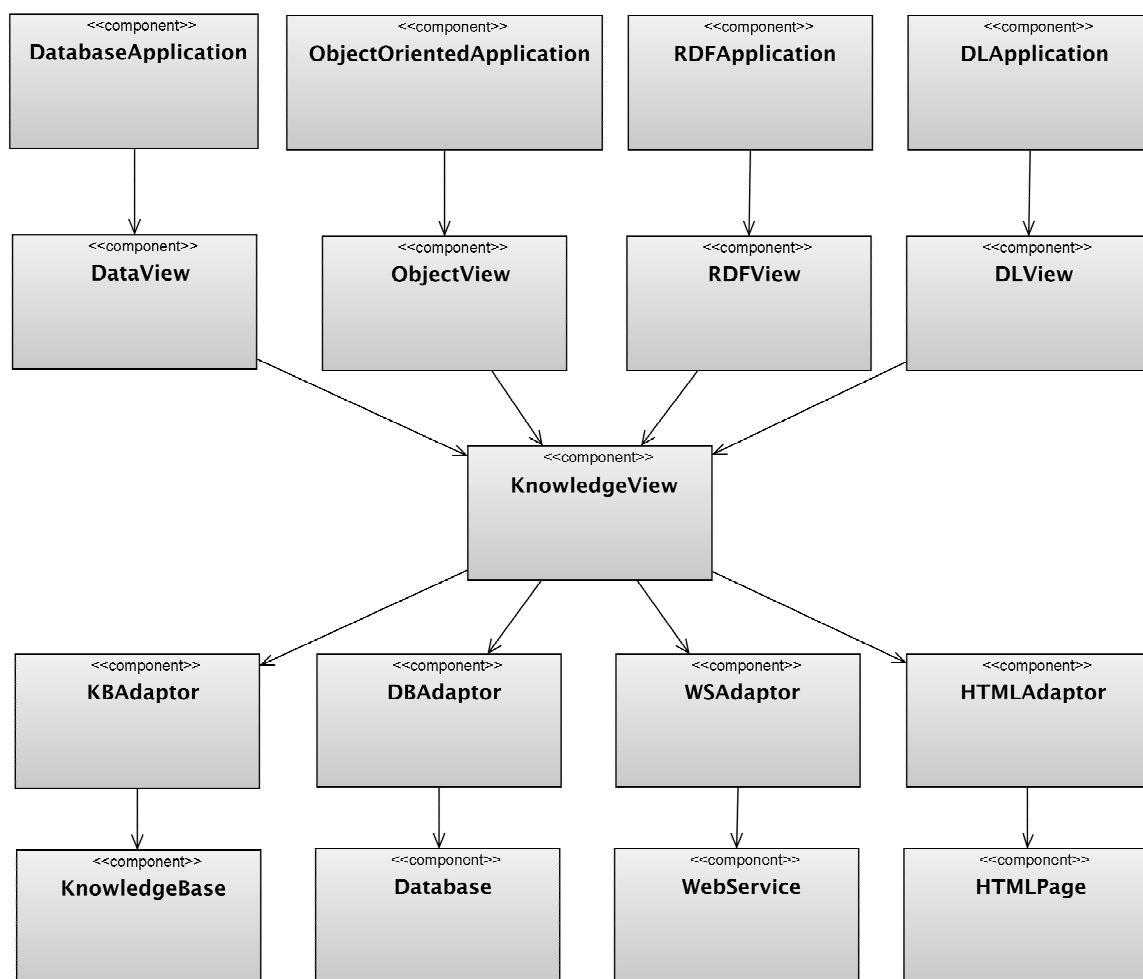 <<component>>
DatabaseApplication
<<component>>
ObjectOrientedApplication
<<component>>
RDFApplication
<<component>>
DLApplication
<<component>>
DataView
<<component>>
ObjectView
<<component>>
RDFView
<<component>>
DLView
<<component>>
KnowledgeView
<<component>>
KBAdaptor
<<component>>
DBAdaptor
<<component>>
WSAdaptor
<<component>>
HTMLAdaptor
<<component>>
KnowledgeBase
<<component>>
Database
<<component>>
WebService
<<component>>
HTMLPage